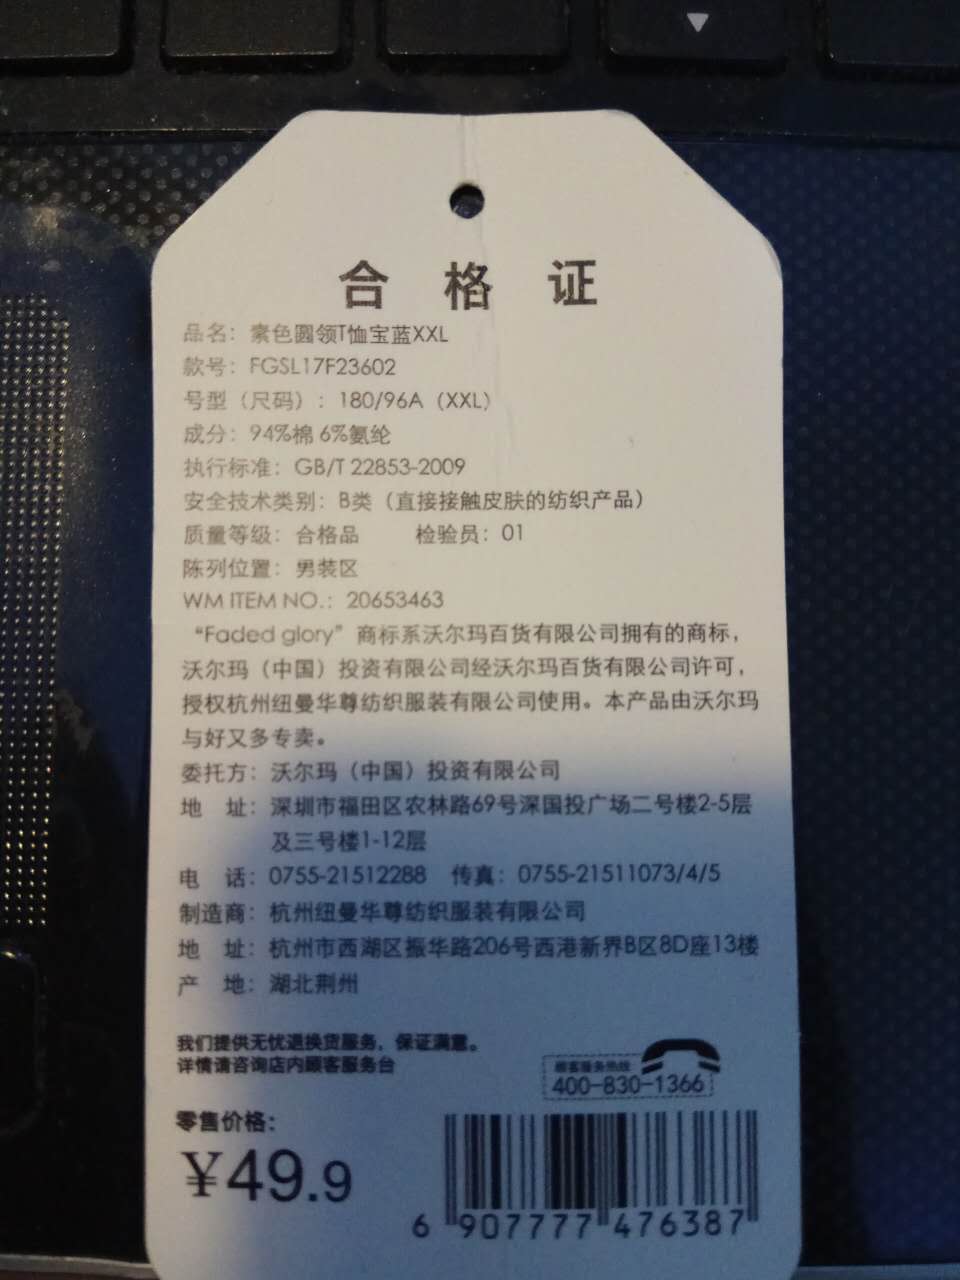 合格证
品名：素色圆领T恤宝蓝XXL
款号：FGSL17F23602
号型（尺码）：180/96A（XXL）
成分：94%棉 6%氨纶
执行标准：GB/T 22853-2009
安全技术类别：B类（直接接触皮肤的纺织产品）
质量等级：合格品 检验员：01
陈列位置：男装区
WM ITEM NO.：20653463
“Faded glory”商标系沃尔玛百货有限公司拥有的商标，
沃尔玛（中国）投资有限公司经沃尔玛百货有限公司许可，
授权杭州纽曼华尊纺织服装有限公司使用。本产品由沃尔玛
与好又多专卖。
委托方：沃尔玛（中国）投资有限公司
地 址：深圳市福田区农林路69号深国投广场二号楼2-5层
及三号楼1-12层
电 话：0755-21512288 传真：0755-21511073/4/5
制造商：杭州纽曼华尊纺织服装有限公司
地 址：杭州市西湖区振华路206号西港新界B区8D座13楼
产 地：湖北荆州
我们提供无忧退换货服务，保证满意。
详情请咨询店内顾客服务台
顾客服务热线
400-830-1366
零售价格：
￥49.9
6 907777 476387